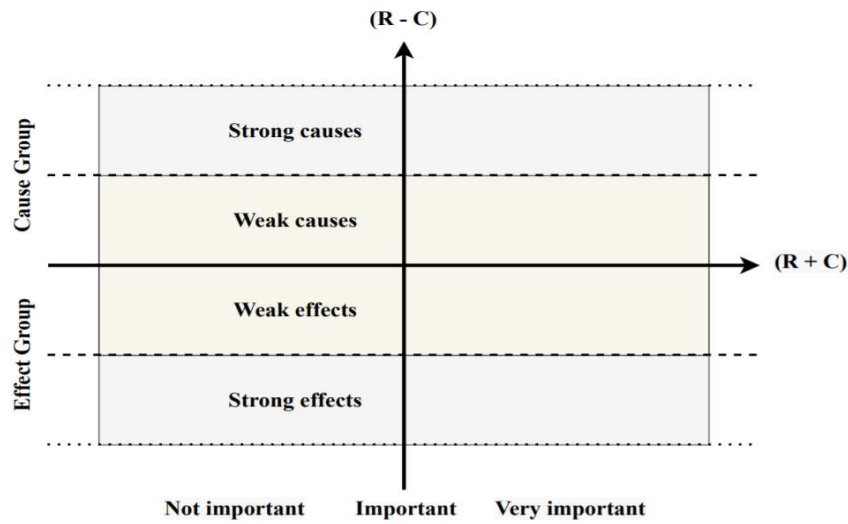 (R - C)
Cause Group
Strong causes
Weak causes
(R + C)
Effect Group
Weak effects
Strong effects
Not important
Important
Very important